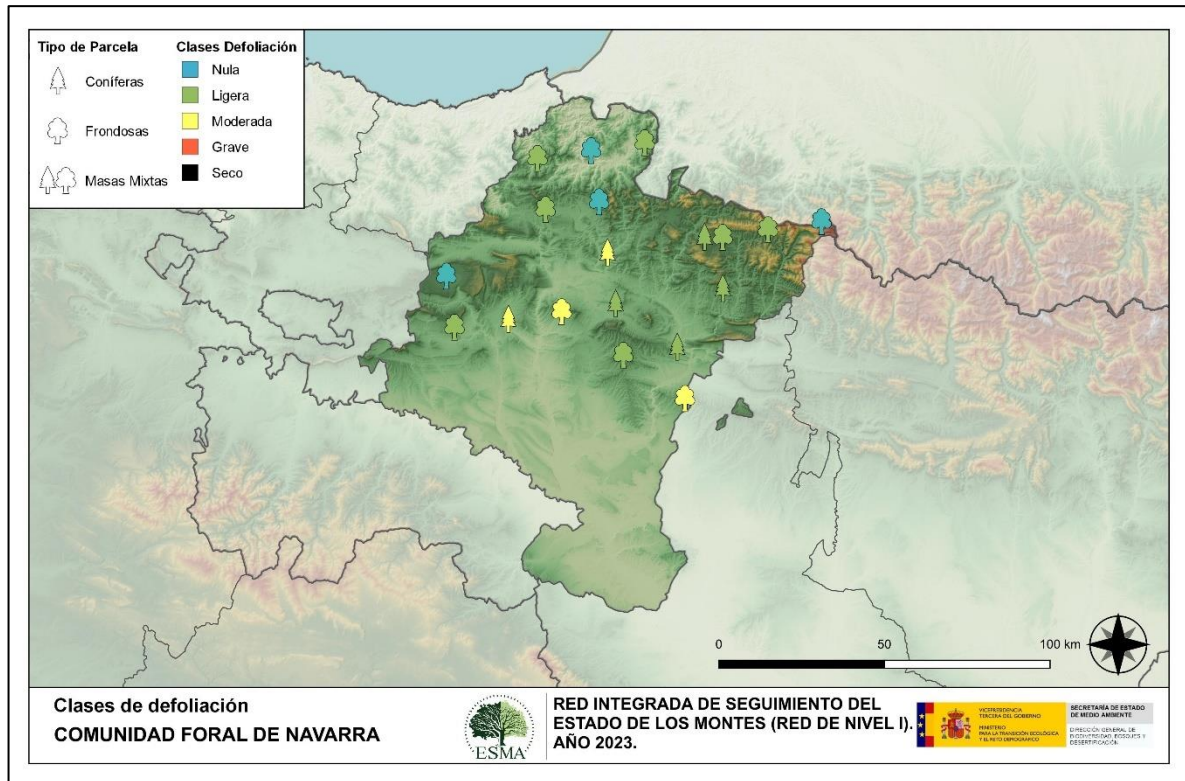 Tipo de Parcela
Coníferas
Frondosas
Masas Mixtas
Clases Defoliación
Nula
Ligera
Moderada
Grave
Seco
0 50 100 km
Clases de defoliación
COMUNIDAD FORAL DE NAVARRA
ESMA
RED INTEGRADA DE SEGUIMIENTO DEL
ESTADO DE LOS MONTES (RED DE NIVEL I).
AÑO 2023.
VICEPRESIDENCIA
TERCERA DEL GOBIERNO
MINISTERIO
PARA LA TRANSICIÓN ECOLÓGICA
Y EL RETO DEMOGRÁFICO
SECRETARÍA DE ESTADO
DE MEDIO AMBIENTE
DIRECCIÓN GENERAL DE
BIODIVERSIDAD, BOSQUES Y
DESERTIFICACIÓN